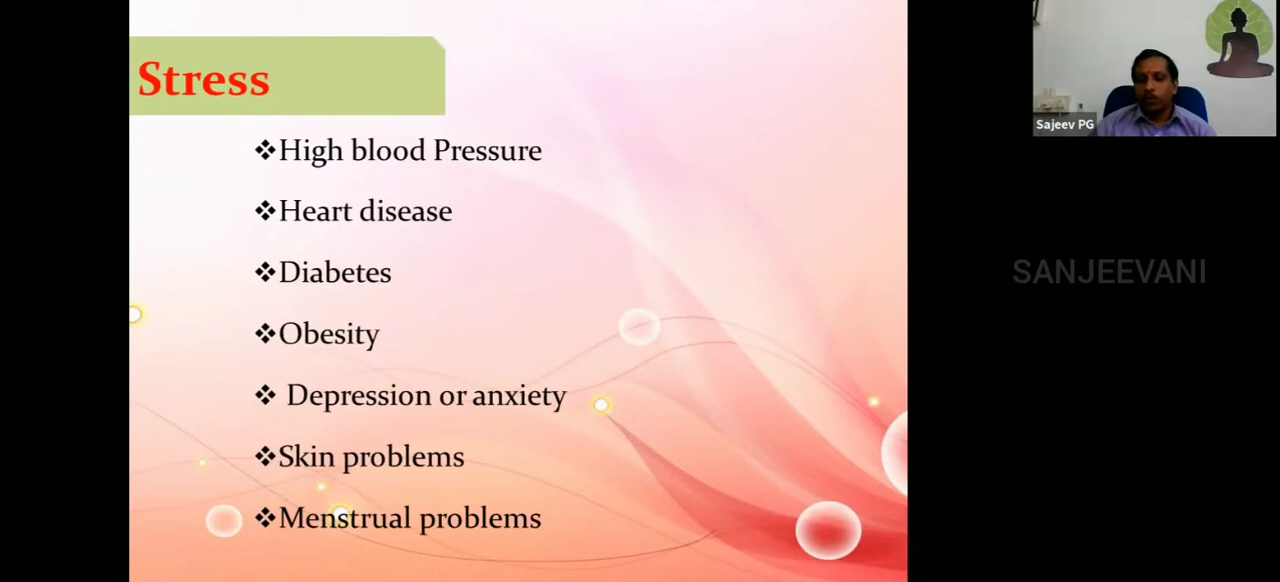 Stress
❖High blood Pressure
❖Heart disease
❖Diabetes
❖Obesity
❖ Depression or anxiety
❖Skin problems
❖Menstrual problems
Sajeev PG
SANJEEVANI